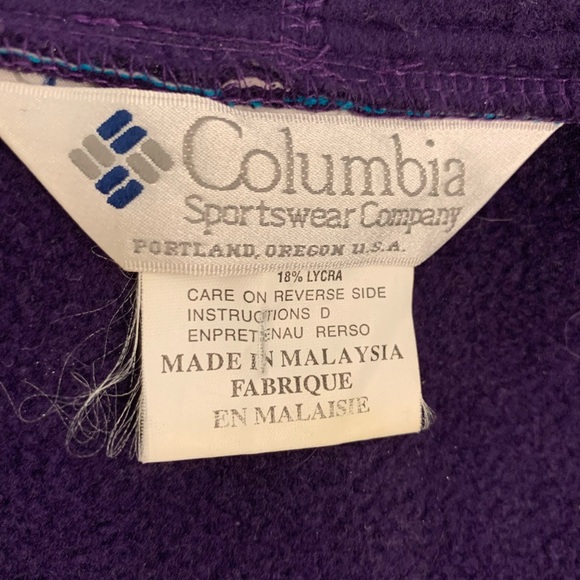 Columbia
Sportswear Company
PORTLAND, OREGON U.S.A.
18% LYCRA
CARE ON REVERSE SIDE
INSTRUCTIONS D
ENPRETENAU RERSO
MADE IN MALAYSIA
FABRIQUE
EN MALAISIE